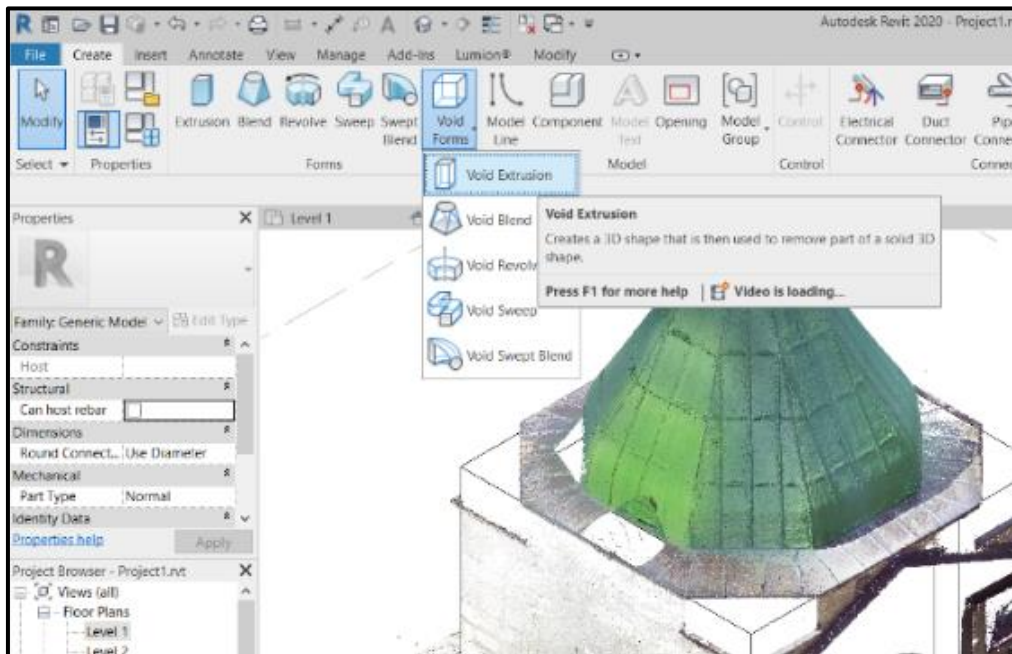 Autodesk Revit 2020 - Project1.r
File Create Insert Annotate View Manage Add-Ins Lumion® Modify
Modify Extrusion Blend Revolve Sweep Swept Blend Void Forms Model Line Component Model Text Opening Model Group Control Electrical Connector Duct Connector Pip Conne
Select Properties Forms Model Control Connec
Void Extrusion
Void Blend
Void Revolv
Void Sweep
Void Swept Blend
Void Extrusion
Creates a 3D shape that is then used to remove part of a solid 3D
shape.
Press F1 for more help | Video is loading...
Properties
Level 1
R
Family: Generic Model Edit Type
Constraints
Host
Structural
Can host rebar
Dimensions
Round Connect... Use Diameter
Mechanical
Part Type Normal
Identity Data
Properties help Apply
Project Browser - Project1.rvt
Views (all)
Floor Plans
Level 1
Level 2